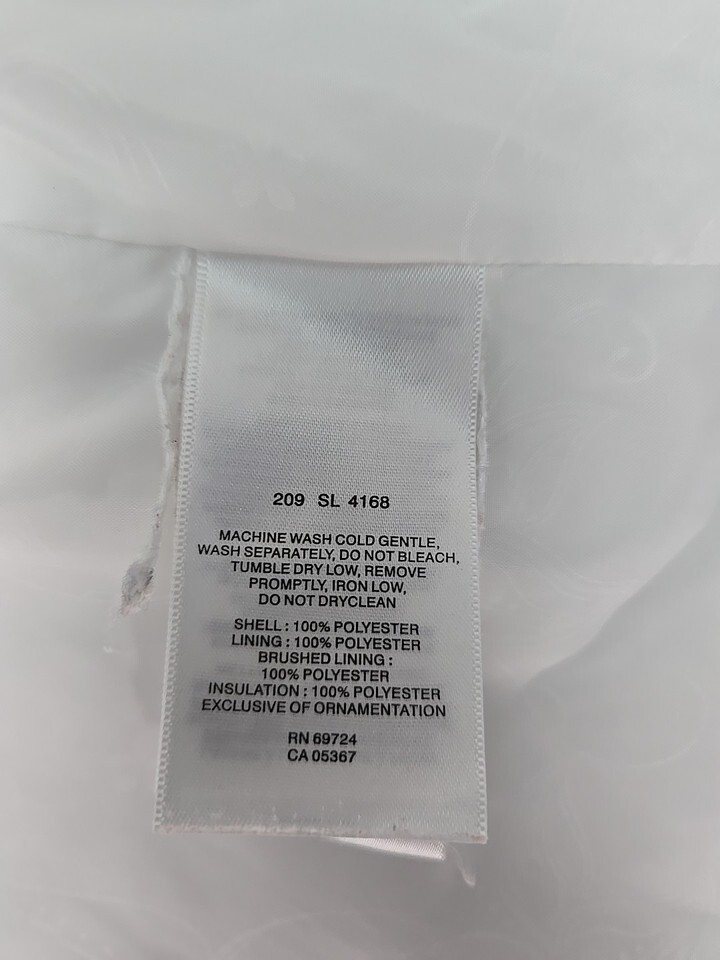 209 SL 4168
MACHINE WASH COLD GENTLE,
WASH SEPARATELY, DO NOT BLEACH,
TUMBLE DRY LOW, REMOVE
PROMPTLY, IRON LOW,
DO NOT DRYCLEAN
SHELL : 100% POLYESTER
LINING : 100% POLYESTER
BRUSHED LINING :
100% POLYESTER
INSULATION : 100% POLYESTER
EXCLUSIVE OF ORNAMENTATION
RN 69724
CA 05367